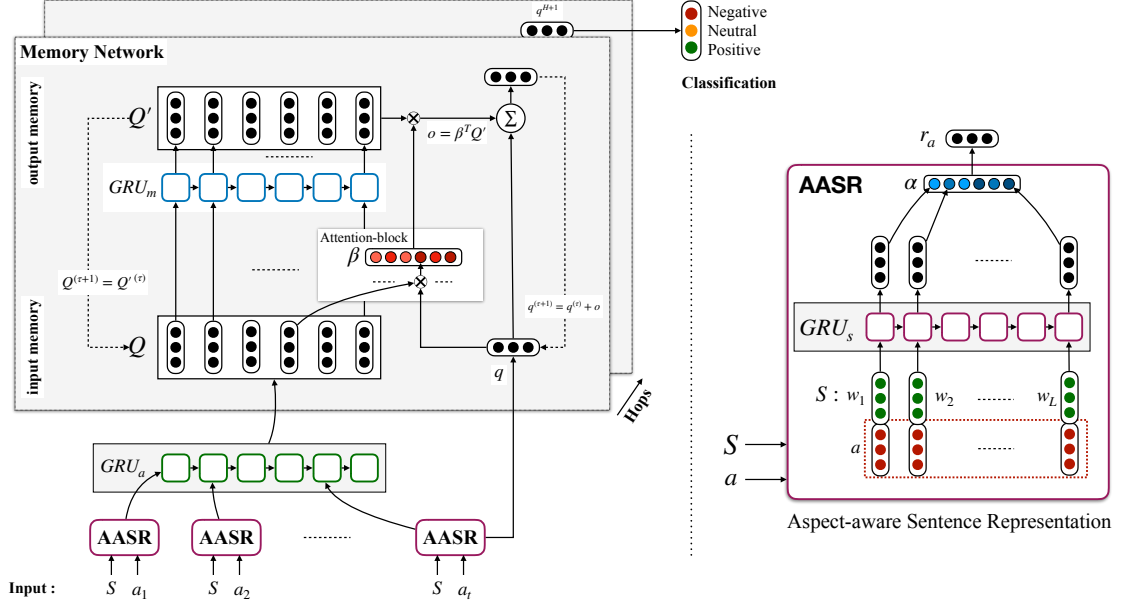 q^{H+1}
Negative
Neutral
Positive
Classification
Memory Network
output memory
Q′
o = β^T Q′
Σ
GRU_m
Attention-block
β
Q^{(τ+1)} = Q′^{(τ)}
q^{(τ+1)} = q^{(τ)} + o
input memory
Q
q
Hops
GRU_a
AASR
AASR
AASR
Input :
S
a_1
S
a_2
S
a_t
r_a
AASR
α
GRU_s
S : w_1
w_2
w_L
a
S
a
Aspect-aware Sentence Representation